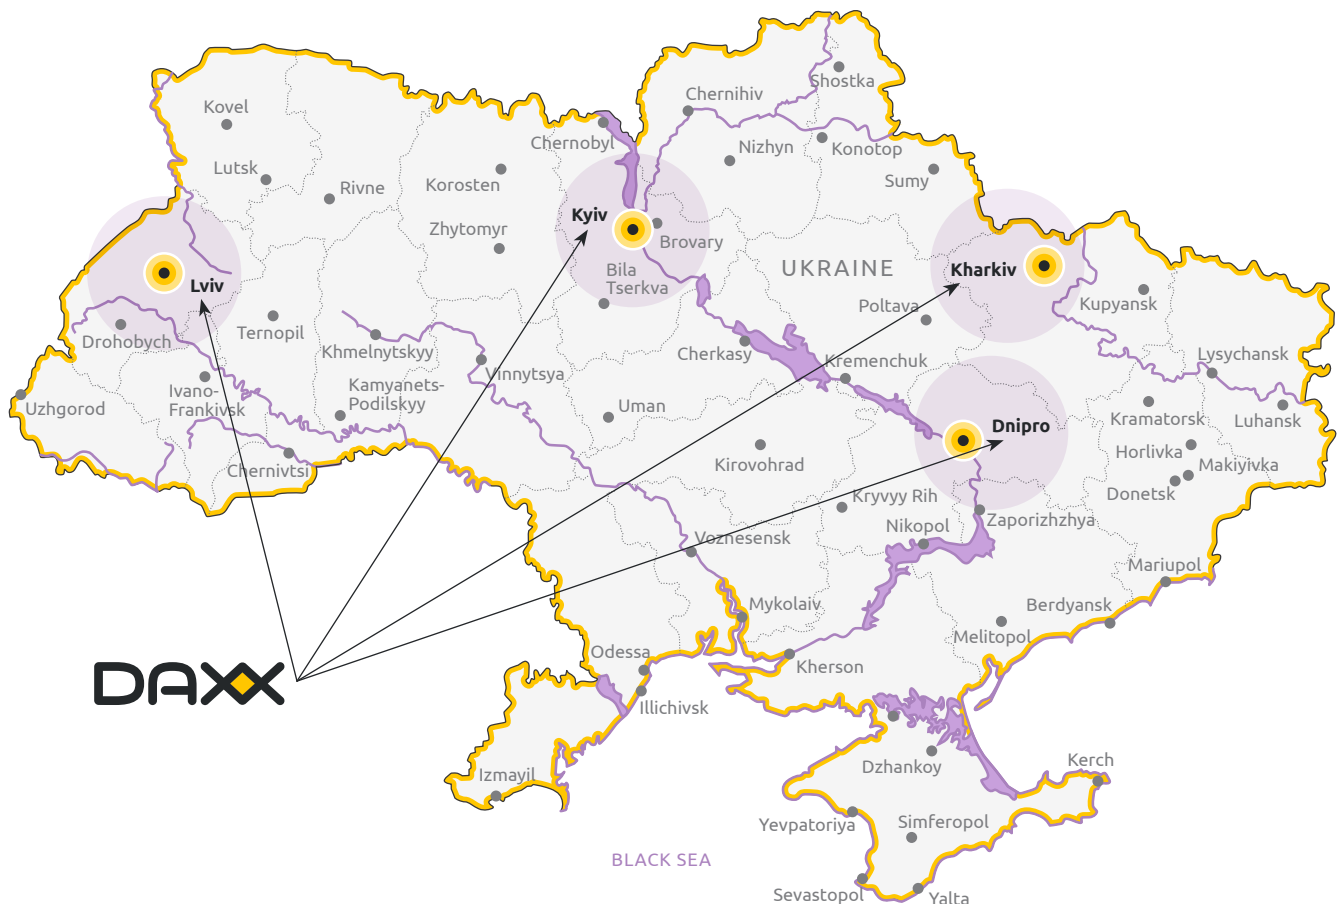 Shostka
Chernihiv
Kovel
Chernobyl
Nizhyn
Konotop
Lutsk
Rivne
Korosten
Sumy
Kyiv
Zhytomyr
Brovary
UKRAINE
Kharkiv
Bila
Tserkva
Lviv
Kupyansk
Poltava
Drohobych
Ternopil
Khmelnytskyy
Cherkasy
Kremenchuk
Lysychansk
Vinnytsya
Ivano-
Frankivsk
Kamyanets-
Podilskyy
Uzhgorod
Uman
Dnipro
Kramatorsk
Luhansk
Horlivka
Makiyivka
Kirovohrad
Chernivtsi
Donetsk
Kryvyy Rih
Nikopol
Zaporizhzhya
Voznesensk
Mariupol
Mykolaiv
Berdyansk
Melitopol
Odessa
Kherson
DAXX
Illichivsk
Izmayil
Dzhankoy
Kerch
Yevpatoriya
Simferopol
BLACK SEA
Sevastopol
Yalta